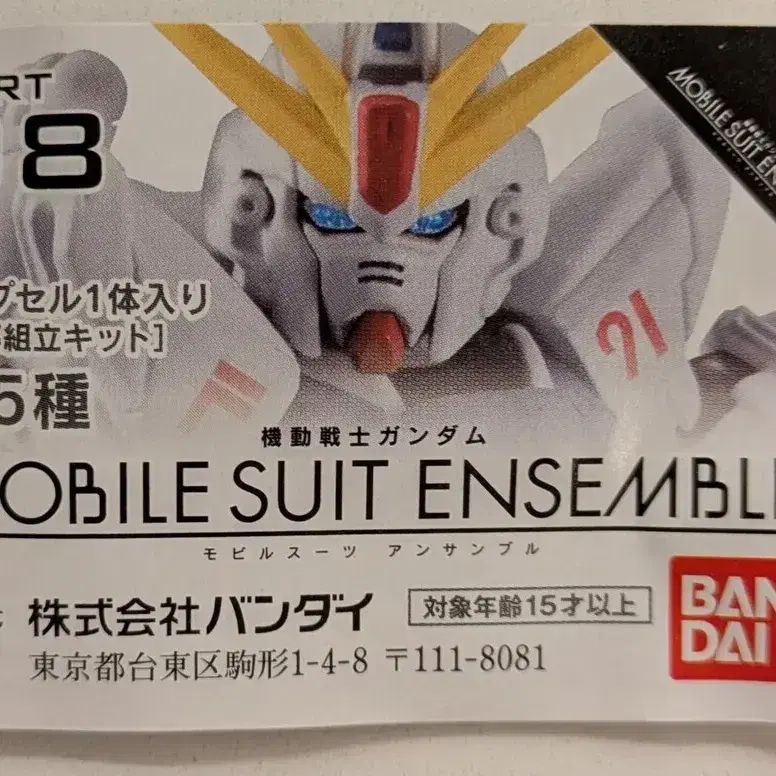 RT
8
MOBILE SUIT EN
プセル1体入り
組立キット]
5種
71
機動戦士ガンダム
OBILE SUIT ENSEMBL
モビルスーツ アンサンブル
株式会社バンダイ 対象年齢15才以上
東京都台東区駒形1-4-8 〒111-8081
BAN
DAI